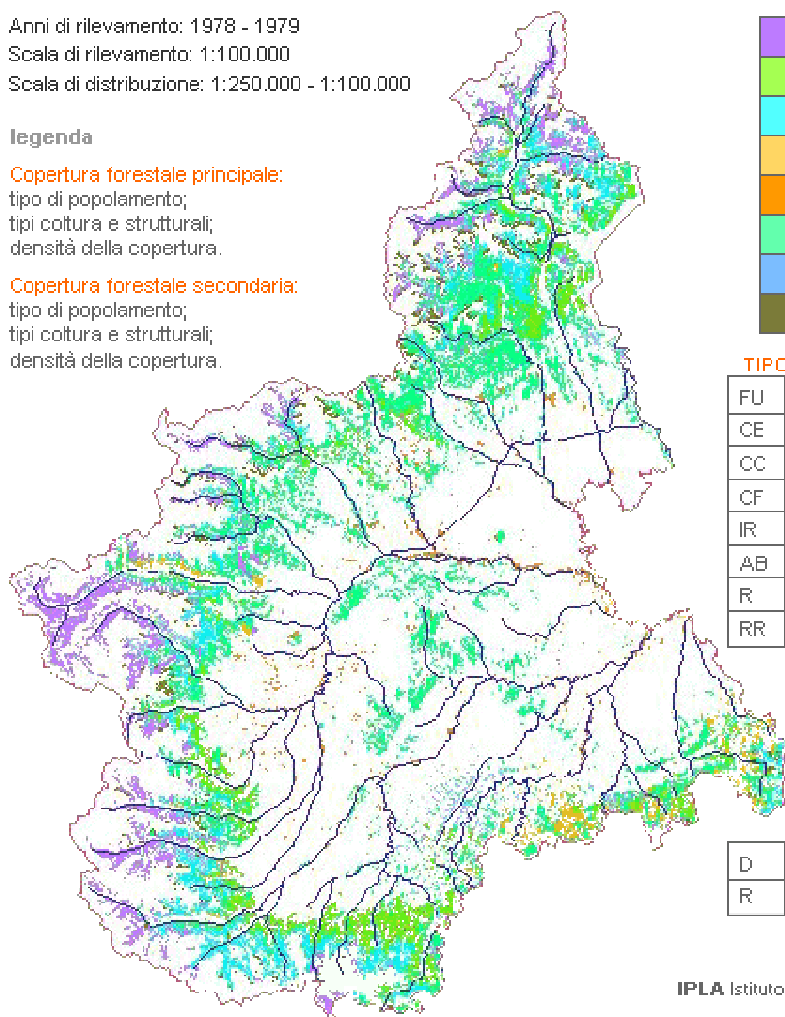 Anni di rilevamento: 1978 - 1979
Scala di rilevamento: 1:100.000
Scala di distribuzione: 1:250.000 - 1:100.000
legenda
Copertura forestale principale:
tipo di popolamento;
tipi coltura e strutturali;
densità della copertura.
Copertura forestale secondaria:
tipo di popolamento;
tipi coltura e strutturali;
densità della copertura.
TIPO
FU
CE
CC
CF
IR
AB
R
RR
D
R
IPLA Istituto